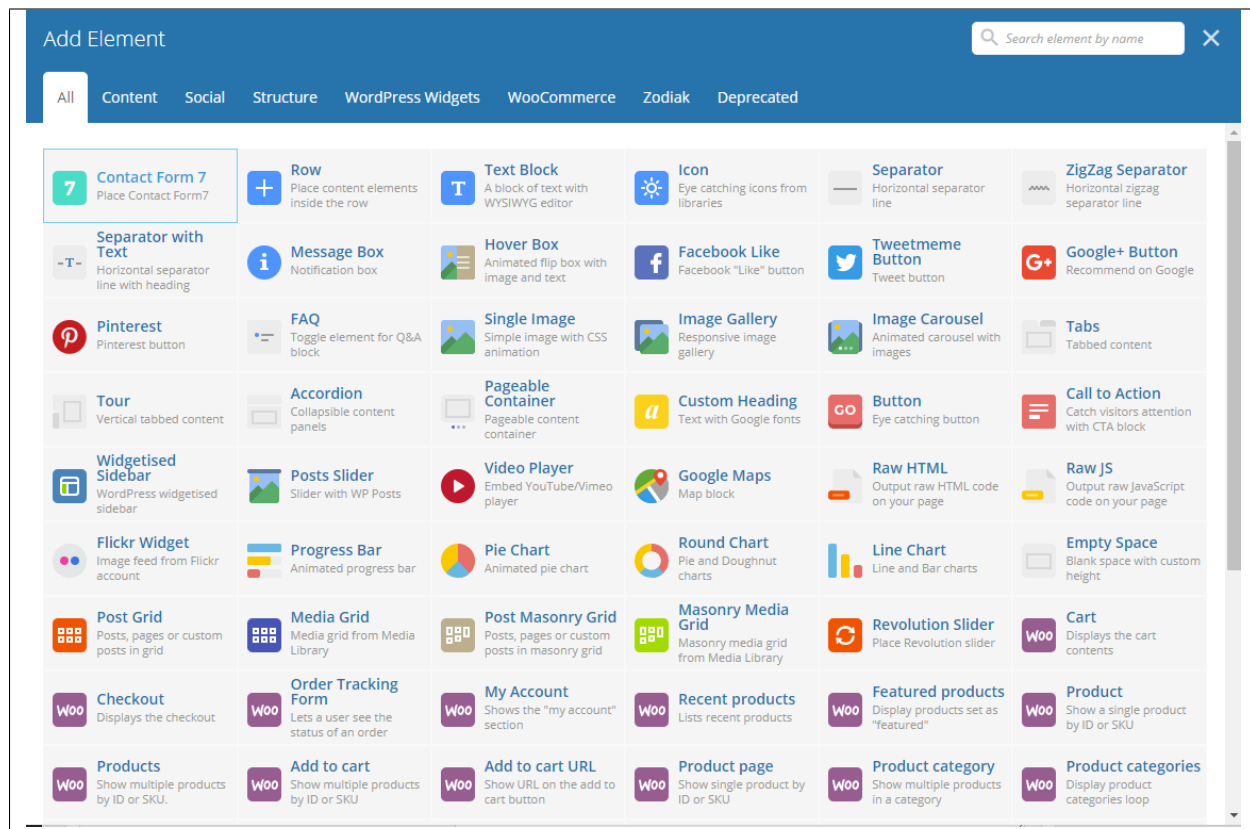 Add Element
Search element by name
All
Content
Social
Structure
WordPress Widgets
WooCommerce
Zodiak
Deprecated
7
Contact Form 7
Place Contact Form7
Row
Place content elements
inside the row
T
Text Block
A block of text with
WYSIWYG editor
Icon
Eye catching icons from
libraries
Separator
Horizontal separator
line
ZigZag Separator
Horizontal zigzag
separator line
-T-
Separator with
Text
Horizontal separator
line with heading
i
Message Box
Notification box
Hover Box
Animated flip box with
image and text
f
Facebook Like
Facebook "Like" button
Tweetmeme
Button
Tweet button
G+
Google+ Button
Recommend on Google
Pinterest
Pinterest button
FAQ
Toggle element for Q&A
block
Single Image
Simple image with CSS
animation
Image Gallery
Responsive image
gallery
Image Carousel
Animated carousel with
images
Tabs
Tabbed content
Tour
Vertical tabbed content
Accordion
Collapsible content
panels
Pageable
Container
Pageable content
container
a
Custom Heading
Text with Google fonts
GO
Button
Eye catching button
Call to Action
Catch visitors attention
with CTA block
Widgetised
Sidebar
WordPress widgetised
sidebar
Posts Slider
Slider with WP Posts
Video Player
Embed YouTube/Vimeo
player
Google Maps
Map block
Raw HTML
Output raw HTML code
on your page
Raw JS
Output raw JavaScript
code on your page
Flickr Widget
Image feed from Flickr
account
Progress Bar
Animated progress bar
Pie Chart
Animated pie chart
Round Chart
Pie and Doughnut
charts
Line Chart
Line and Bar charts
Empty Space
Blank space with custom
height
Post Grid
Posts, pages or custom
posts in grid
Media Grid
Media grid from Media
Library
Post Masonry Grid
Posts, pages or custom
posts in masonry grid
Masonry Media
Grid
Masonry media grid
from Media Library
Revolution Slider
Place Revolution slider
Woo
Cart
Displays the cart
contents
Woo
Checkout
Displays the checkout
Woo
Order Tracking
Form
Lets a user see the
status of an order
Woo
My Account
Shows the "my account"
section
Woo
Recent products
Lists recent products
Woo
Featured products
Display products set as
"featured"
Woo
Product
Show a single product
by ID or SKU
Woo
Products
Show multiple products
by ID or SKU.
Woo
Add to cart
Show multiple products
by ID or SKU
Woo
Add to cart URL
Show URL on the add to
cart button
Woo
Product page
Show single product by
ID or SKU
Woo
Product category
Show multiple products
in a category
Woo
Product categories
Display product
categories loop